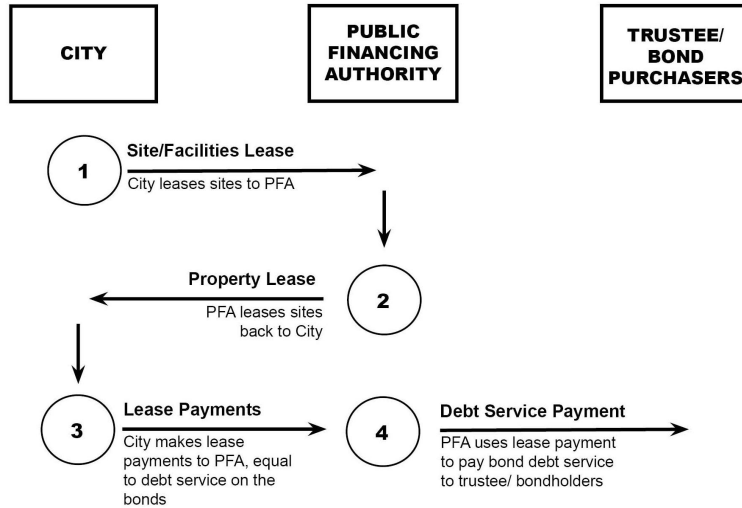 CITY
PUBLIC
FINANCING
AUTHORITY
TRUSTEE/
BOND
PURCHASERS
1
Site/Facilities Lease
City leases sites to PFA
Property Lease
PFA leases sites
back to City
2
3
Lease Payments
City makes lease
payments to PFA, equal
to debt service on the
bonds
4
Debt Service Payment
PFA uses lease payment
to pay bond debt service
to trustee/ bondholders